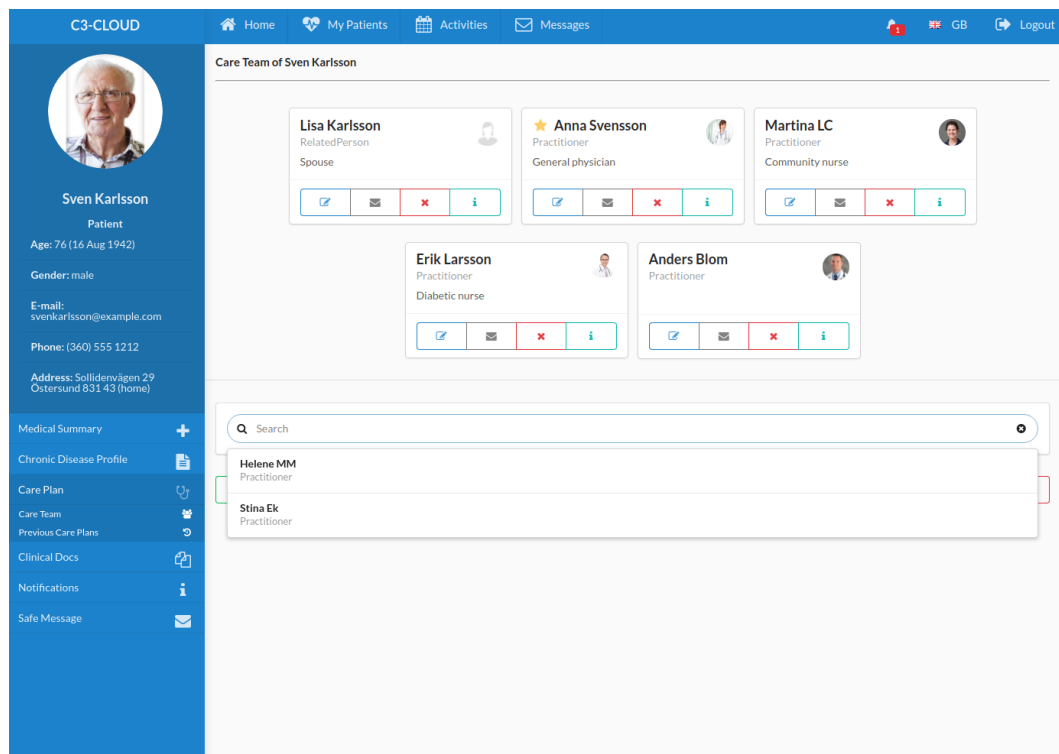 C3-CLOUD
Home My Patients Activities Messages 1 GB Logout
Sven Karlsson
Patient
Age: 76 (16 Aug 1942)
Gender: male
E-mail:
svenkarlsson@example.com
Phone: (360) 555 1212
Address: Sollidenvägen 29
Östersund 831 43 (home)
Medical Summary
Chronic Disease Profile
Care Plan
Care Team
Previous Care Plans
Clinical Docs
Notifications
Safe Message
Care Team of Sven Karlsson
Lisa Karlsson
RelatedPerson
Spouse
Anna Svensson
Practitioner
General physician
Martina LC
Practitioner
Community nurse
Erik Larsson
Practitioner
Diabetic nurse
Anders Blom
Practitioner
Search
Helene MM
Practitioner
Stina Ek
Practitioner